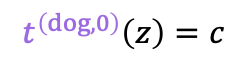 t^(dog,0)(z) = c